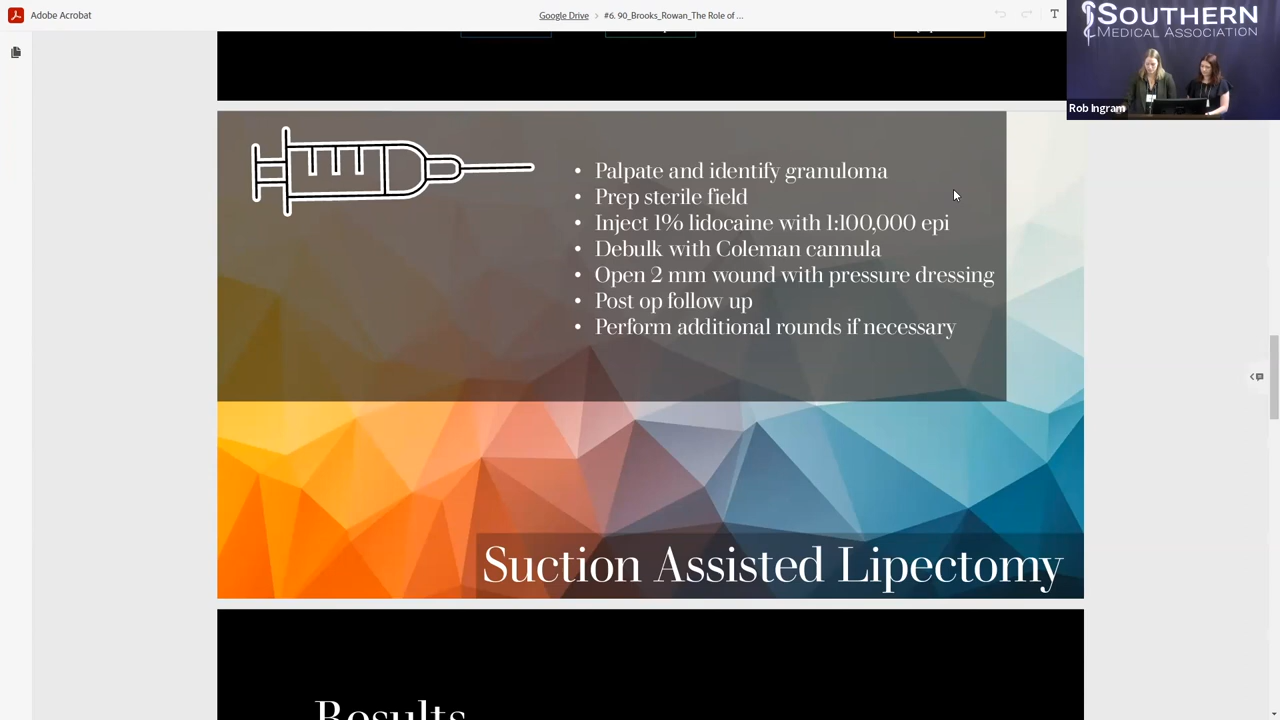 Adobe Acrobat
Google Drive > #6. 90_Brooks_Rowan_The Role of ...
T
SOUTHERN
MEDICAL ASSOCIATION
Rob Ingram
• Palpate and identify granuloma
• Prep sterile field
• Inject 1% lidocaine with 1:100,000 epi
• Debulk with Coleman cannula
• Open 2 mm wound with pressure dressing
• Post op follow up
• Perform additional rounds if necessary
Suction Assisted Lipectomy
Results